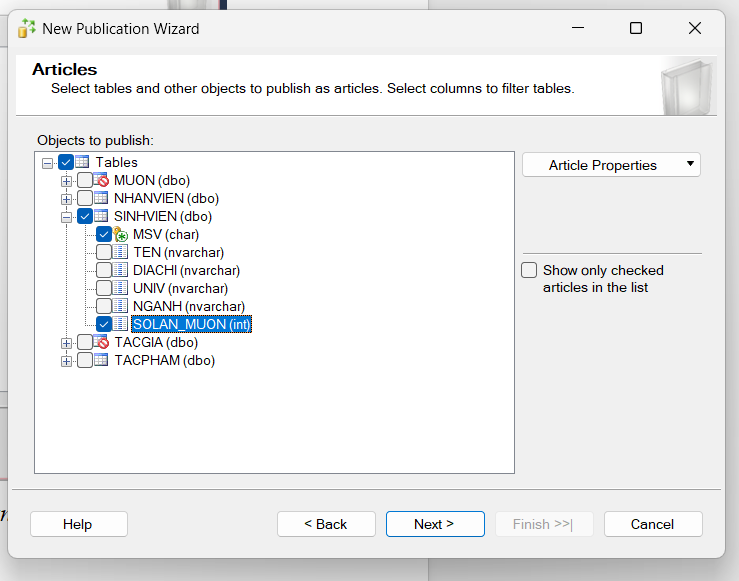 New Publication Wizard
Articles
Select tables and other objects to publish as articles. Select columns to filter tables.
Objects to publish:
Tables
MUON (dbo)
NHANVIEN (dbo)
SINHVIEN (dbo)
MSV (char)
TEN (nvarchar)
DIACHI (nvarchar)
UNIV (nvarchar)
NGANH (nvarchar)
SOLAN_MUON (int)
TACGIA (dbo)
TACPHAM (dbo)
Article Properties
Show only checked
articles in the list
Help
< Back
Next >
Finish >>|
Cancel